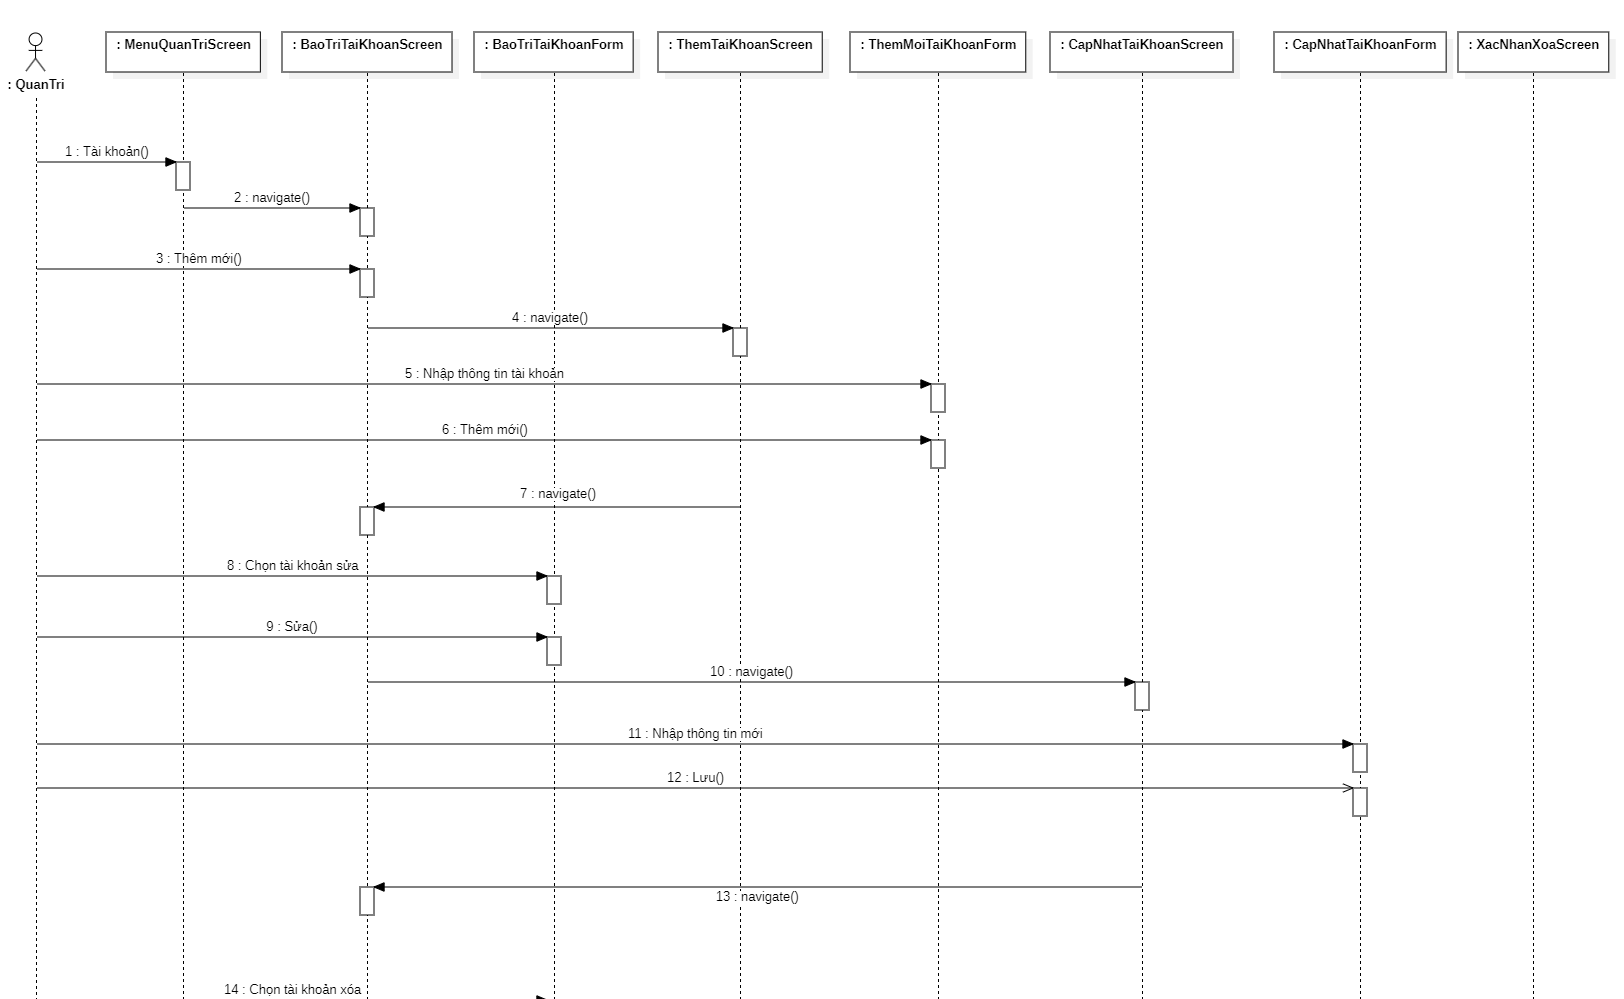 : QuanTri
: MenuQuanTriScreen
: BaoTriTaiKhoanScreen
: BaoTriTaiKhoanForm
: ThemTaiKhoanScreen
: ThemMoiTaiKhoanForm
: CapNhatTaiKhoanScreen
: CapNhatTaiKhoanForm
: XacNhanXoaScreen
1 : Tài khoản()
2 : navigate()
3 : Thêm mới()
4 : navigate()
5 : Nhập thông tin tài khoản
6 : Thêm mới()
7 : navigate()
8 : Chọn tài khoản sửa
9 : Sửa()
10 : navigate()
11 : Nhập thông tin mới
12 : Lưu()
13 : navigate()
14 : Chọn tài khoản xóa